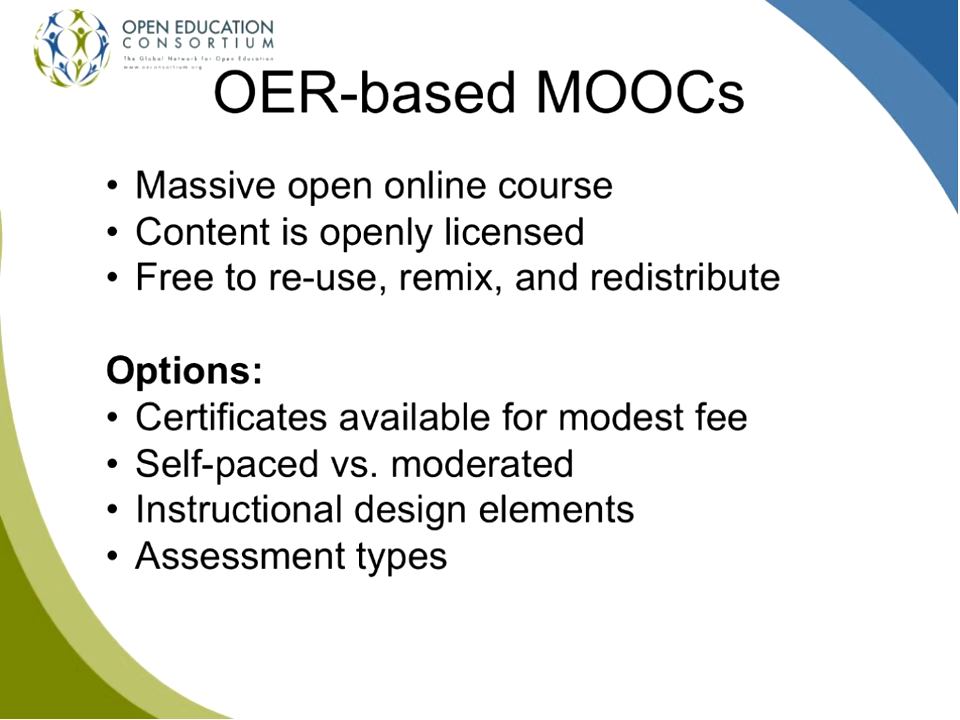 OPEN EDUCATION
CONSORTIUM
The Global Network for Open Education
www.oeconsortium.org
OER-based MOOCs
• Massive open online course
• Content is openly licensed
• Free to re-use, remix, and redistribute
Options:
• Certificates available for modest fee
• Self-paced vs. moderated
• Instructional design elements
• Assessment types